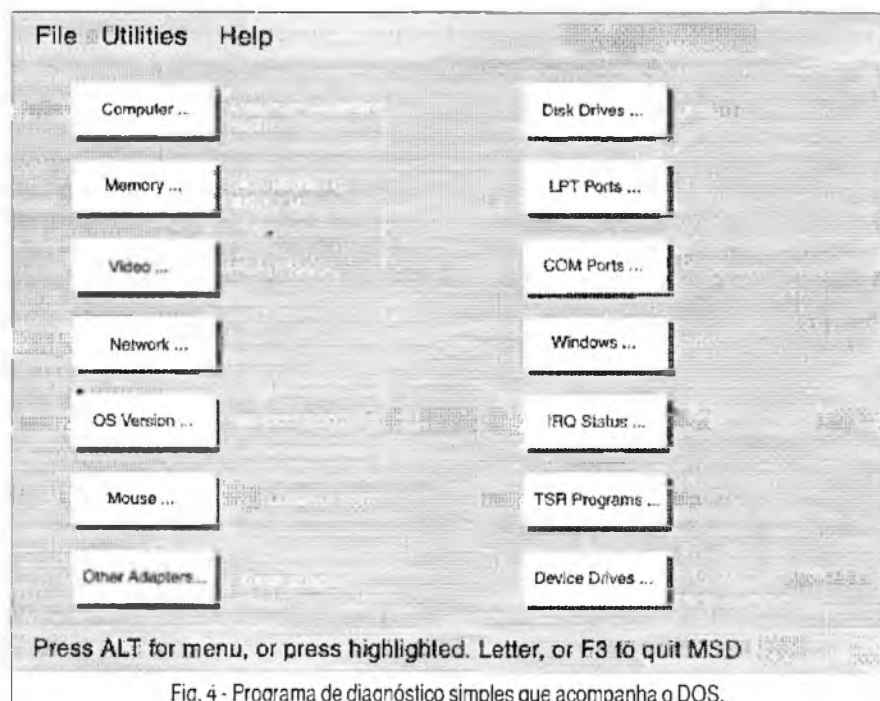 File Utilities Help
Computer ...
Disk Drives ...
Memory ...
LPT Ports ...
Video ...
COM Ports ...
Network ...
Windows ...
OS Version ...
IRQ Status ...
Mouse ...
TSR Programs ...
Other Adapters...
Device Drives ...
Press ALT for menu, or press highlighted. Letter, or F3 to quit MSD
Fig. 4 - Programa de diagnóstico simples que acompanha o DOS.